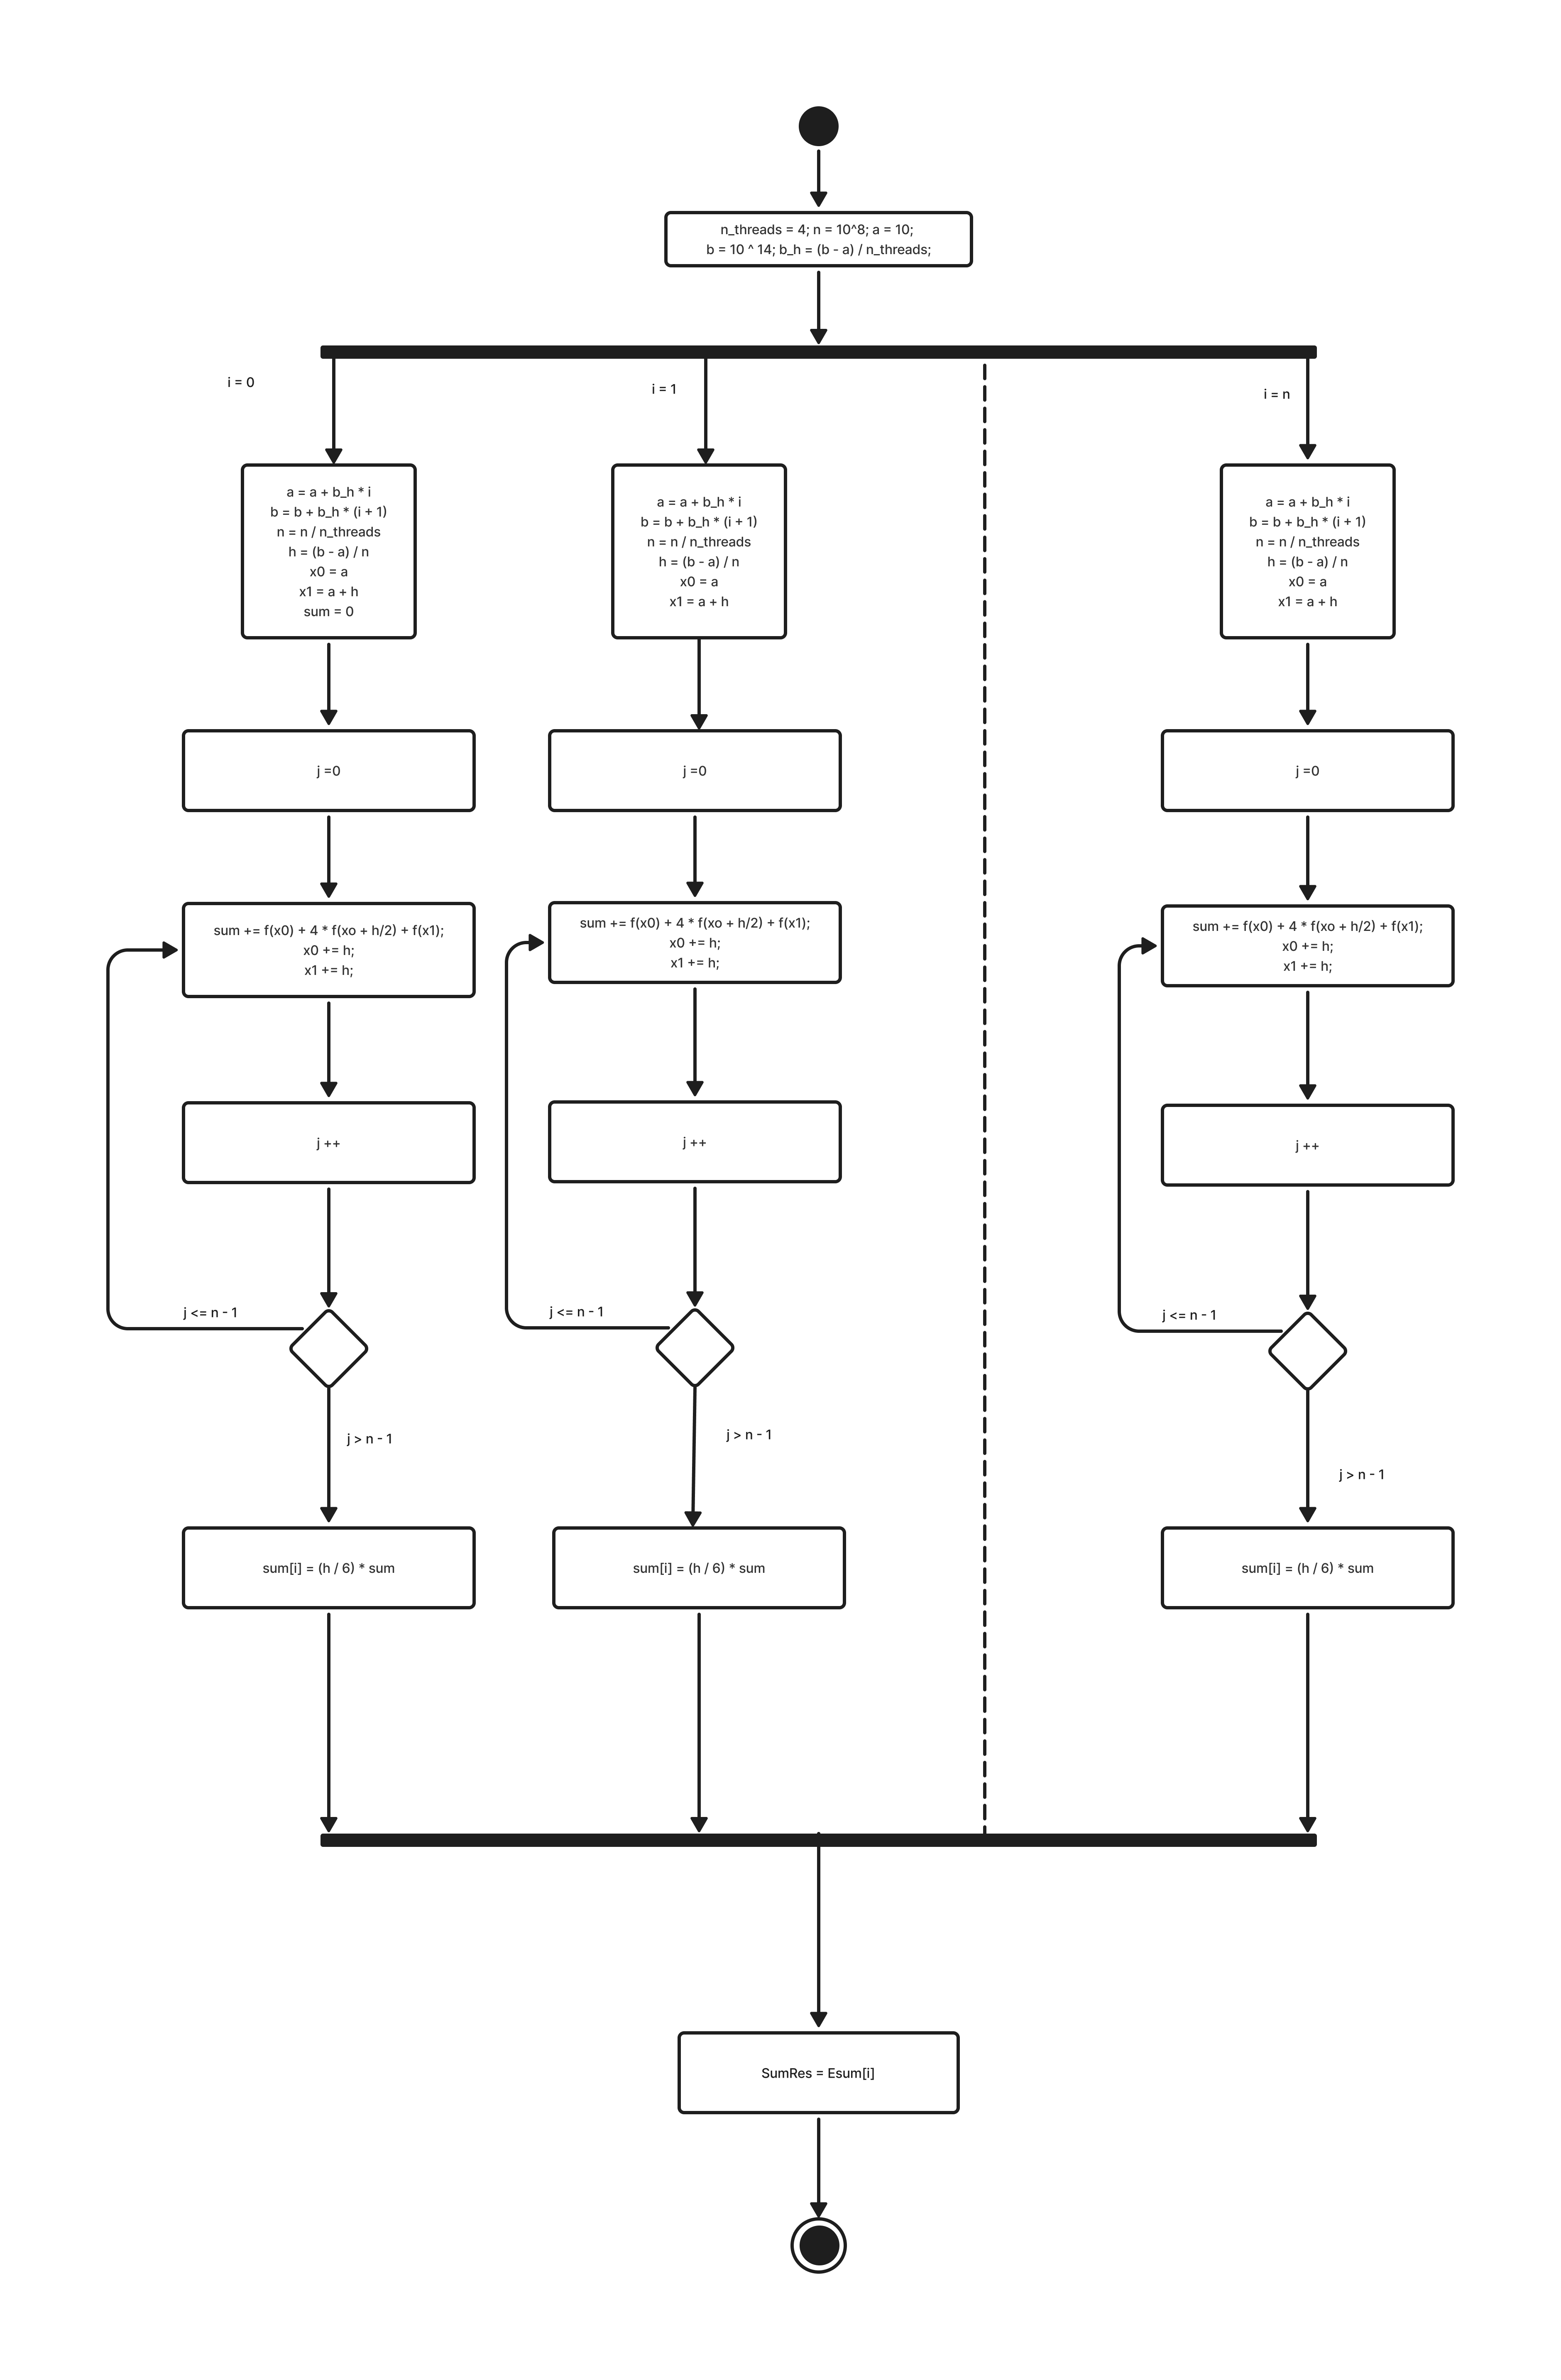 n_threads = 4; n = 10^8; a = 10;
b = 10 ^ 14; b_h = (b - a) / n_threads;
i = 0
i = 1
i = n
a = a + b_h * i
b = b + b_h * (i + 1)
n = n / n_threads
h = (b - a) / n
x0 = a
x1 = a + h
sum = 0
a = a + b_h * i
b = b + b_h * (i + 1)
n = n / n_threads
h = (b - a) / n
x0 = a
x1 = a + h
a = a + b_h * i
b = b + b_h * (i + 1)
n = n / n_threads
h = (b - a) / n
x0 = a
x1 = a + h
j =0
j =0
j =0
sum += f(x0) + 4 * f(xo + h/2) + f(x1);
x0 += h;
x1 += h;
sum += f(x0) + 4 * f(xo + h/2) + f(x1);
x0 += h;
x1 += h;
sum += f(x0) + 4 * f(xo + h/2) + f(x1);
x0 += h;
x1 += h;
j ++
j ++
j ++
j <= n - 1
j <= n - 1
j <= n - 1
j > n - 1
j > n - 1
j > n - 1
sum[i] = (h / 6) * sum
sum[i] = (h / 6) * sum
sum[i] = (h / 6) * sum
SumRes = Esum[i]